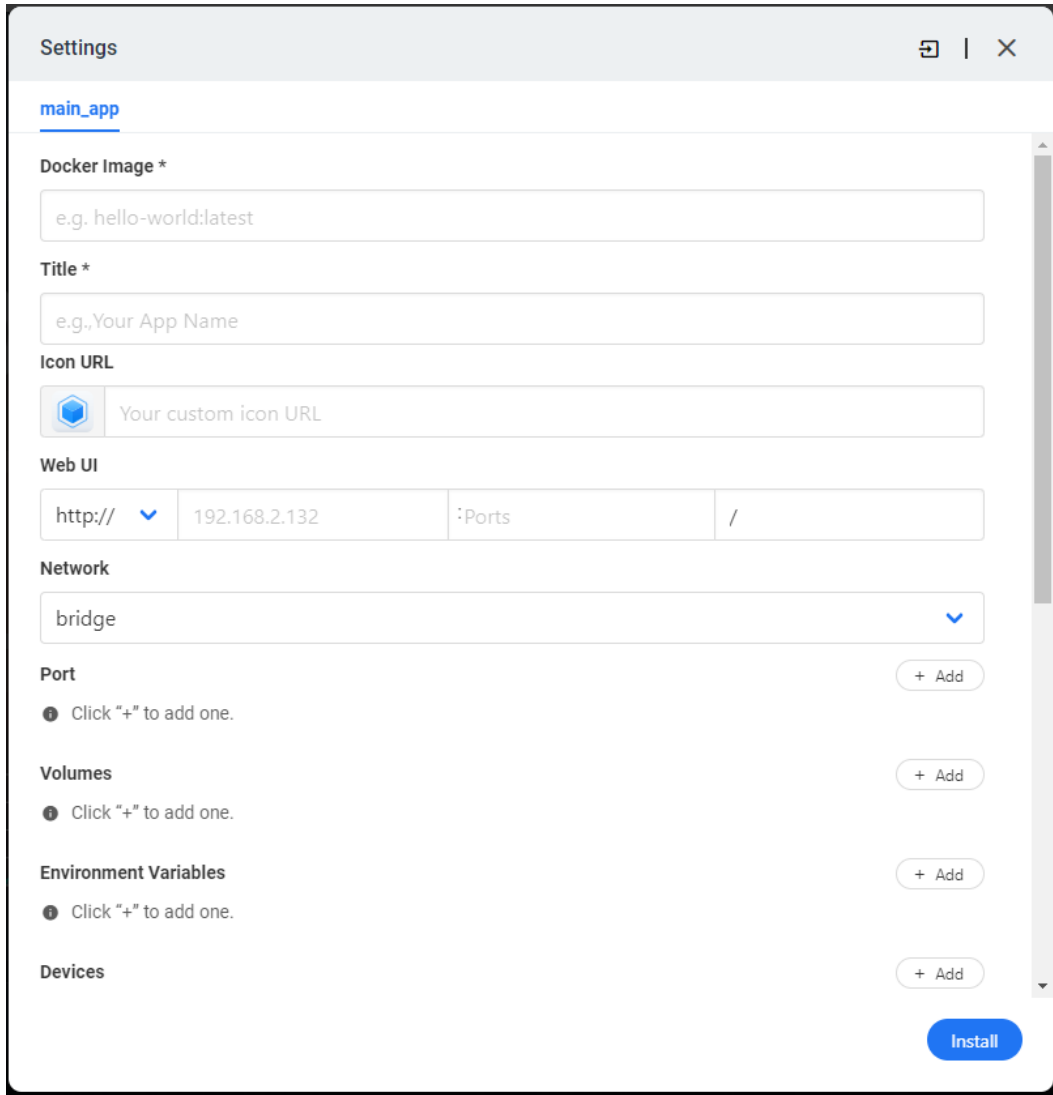 Settings
main_app
Docker Image *
e.g. hello-world:latest
Title *
e.g.,Your App Name
Icon URL
Your custom icon URL
Web UI
http:// 192.168.2.132 :Ports /
Network
bridge
Port + Add
Click “+” to add one.
Volumes + Add
Click “+” to add one.
Environment Variables + Add
Click “+” to add one.
Devices + Add
Install